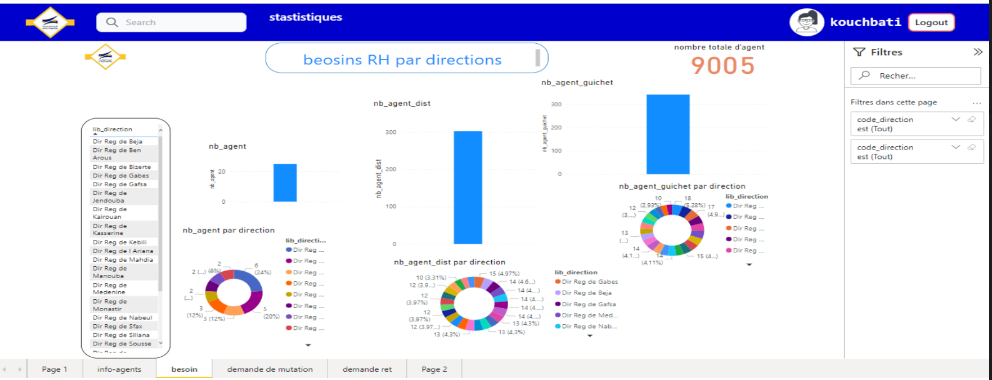 Search
stastistiques
kouchbati
Logout
beosins RH par directions
nombre totale d'agent
9005
Filtres
Recher...
Filtres dans cette page
...
code_direction
est (Tout)
code_direction
est (Tout)
lib_direction
Dir Reg de Beja
Dir Reg de Ben
Arous
Dir Reg de Bizerte
Dir Reg de Gabes
Dir Reg de Gafsa
Dir Reg de
Jendouba
Dir Reg de
Kairouan
Dir Reg de
Kasserine
Dir Reg de Kebili
Dir Reg de l Ariana
Dir Reg de Mahdia
Dir Reg de
Manouba
Dir Reg de
Medenine
Dir Reg de
Monastir
Dir Reg de Nabeul
Dir Reg de Sfax
Dir Reg de Siliana
Dir Reg de Sousse
nb_agent
nb_agent
20
0
nb_agent par direction
2
2 (...) (8%)
6
(24%)
2
(...)
3
(12%)
3 (12%)
5
(20%)
lib_directi...
Dir Reg ...
Dir Reg ...
Dir Reg ...
Dir Reg ...
Dir Reg ...
Dir Reg ...
Dir Reg ...
nb_agent_dist
nb_agent_dist
300
200
100
0
nb_agent_dist par direction
10 (3.31%)
15 (4.97%)
12 (3.9...)
14 (4.6...)
12
(3.97%)
14 (4....)
14 (4....)
14 (4....)
12
(3.97%)
14 (4....)
12 (3.97...)
13 (4.3%)
13 (4.3%)
13 (4.3%)
lib_direction
Dir Reg de Gabes
Dir Reg de Beja
Dir Reg de Gafsa
Dir Reg de Med...
Dir Reg de Nab...
nb_agent_guichet
nb_agent_guichet
300
200
100
0
nb_agent_guichet par direction
10
(2.93%)
18
(5.28%)
17
(4.9...)
12
(3....)
13
(...)
14
(4.1...)
14
(4.11%)
15 (4...)
lib_direction
Dir Reg ...
Dir Reg ...
Dir Reg ...
Dir Reg ...
Dir Reg ...
Page 1
info-agents
besoin
demande de mutation
demande ret
Page 2